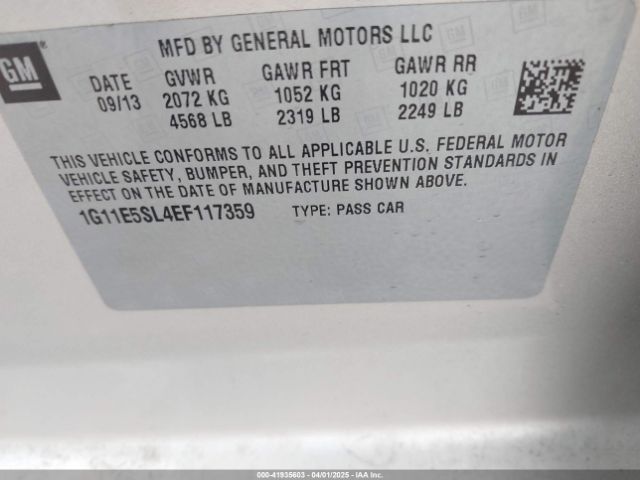 GM
MFD BY GENERAL MOTORS LLC
DATE GVWR GAWR FRT GAWR RR
09/13 2072 KG 1052 KG 1020 KG
4568 LB 2319 LB 2249 LB
THIS VEHICLE CONFORMS TO ALL APPLICABLE U.S. FEDERAL MOTOR
VEHICLE SAFETY, BUMPER, AND THEFT PREVENTION STANDARDS IN
EFFECT ON THE DATE OF MANUFACTURE SHOWN ABOVE.
1G11E5SL4EF117359 TYPE: PASS CAR
000-41935603 - 04/01/2025 - IAA Inc.